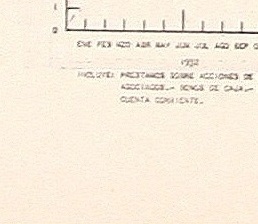 0
ENE FEB MZO ABR MAY JUN JUL AGO SEP
1992
INCLUYE: PRESTAMOS SOBRE ACCIONES DE
ASOCIADOS.- BONOS DE CAJA.-
CUENTA CORRIENTE.